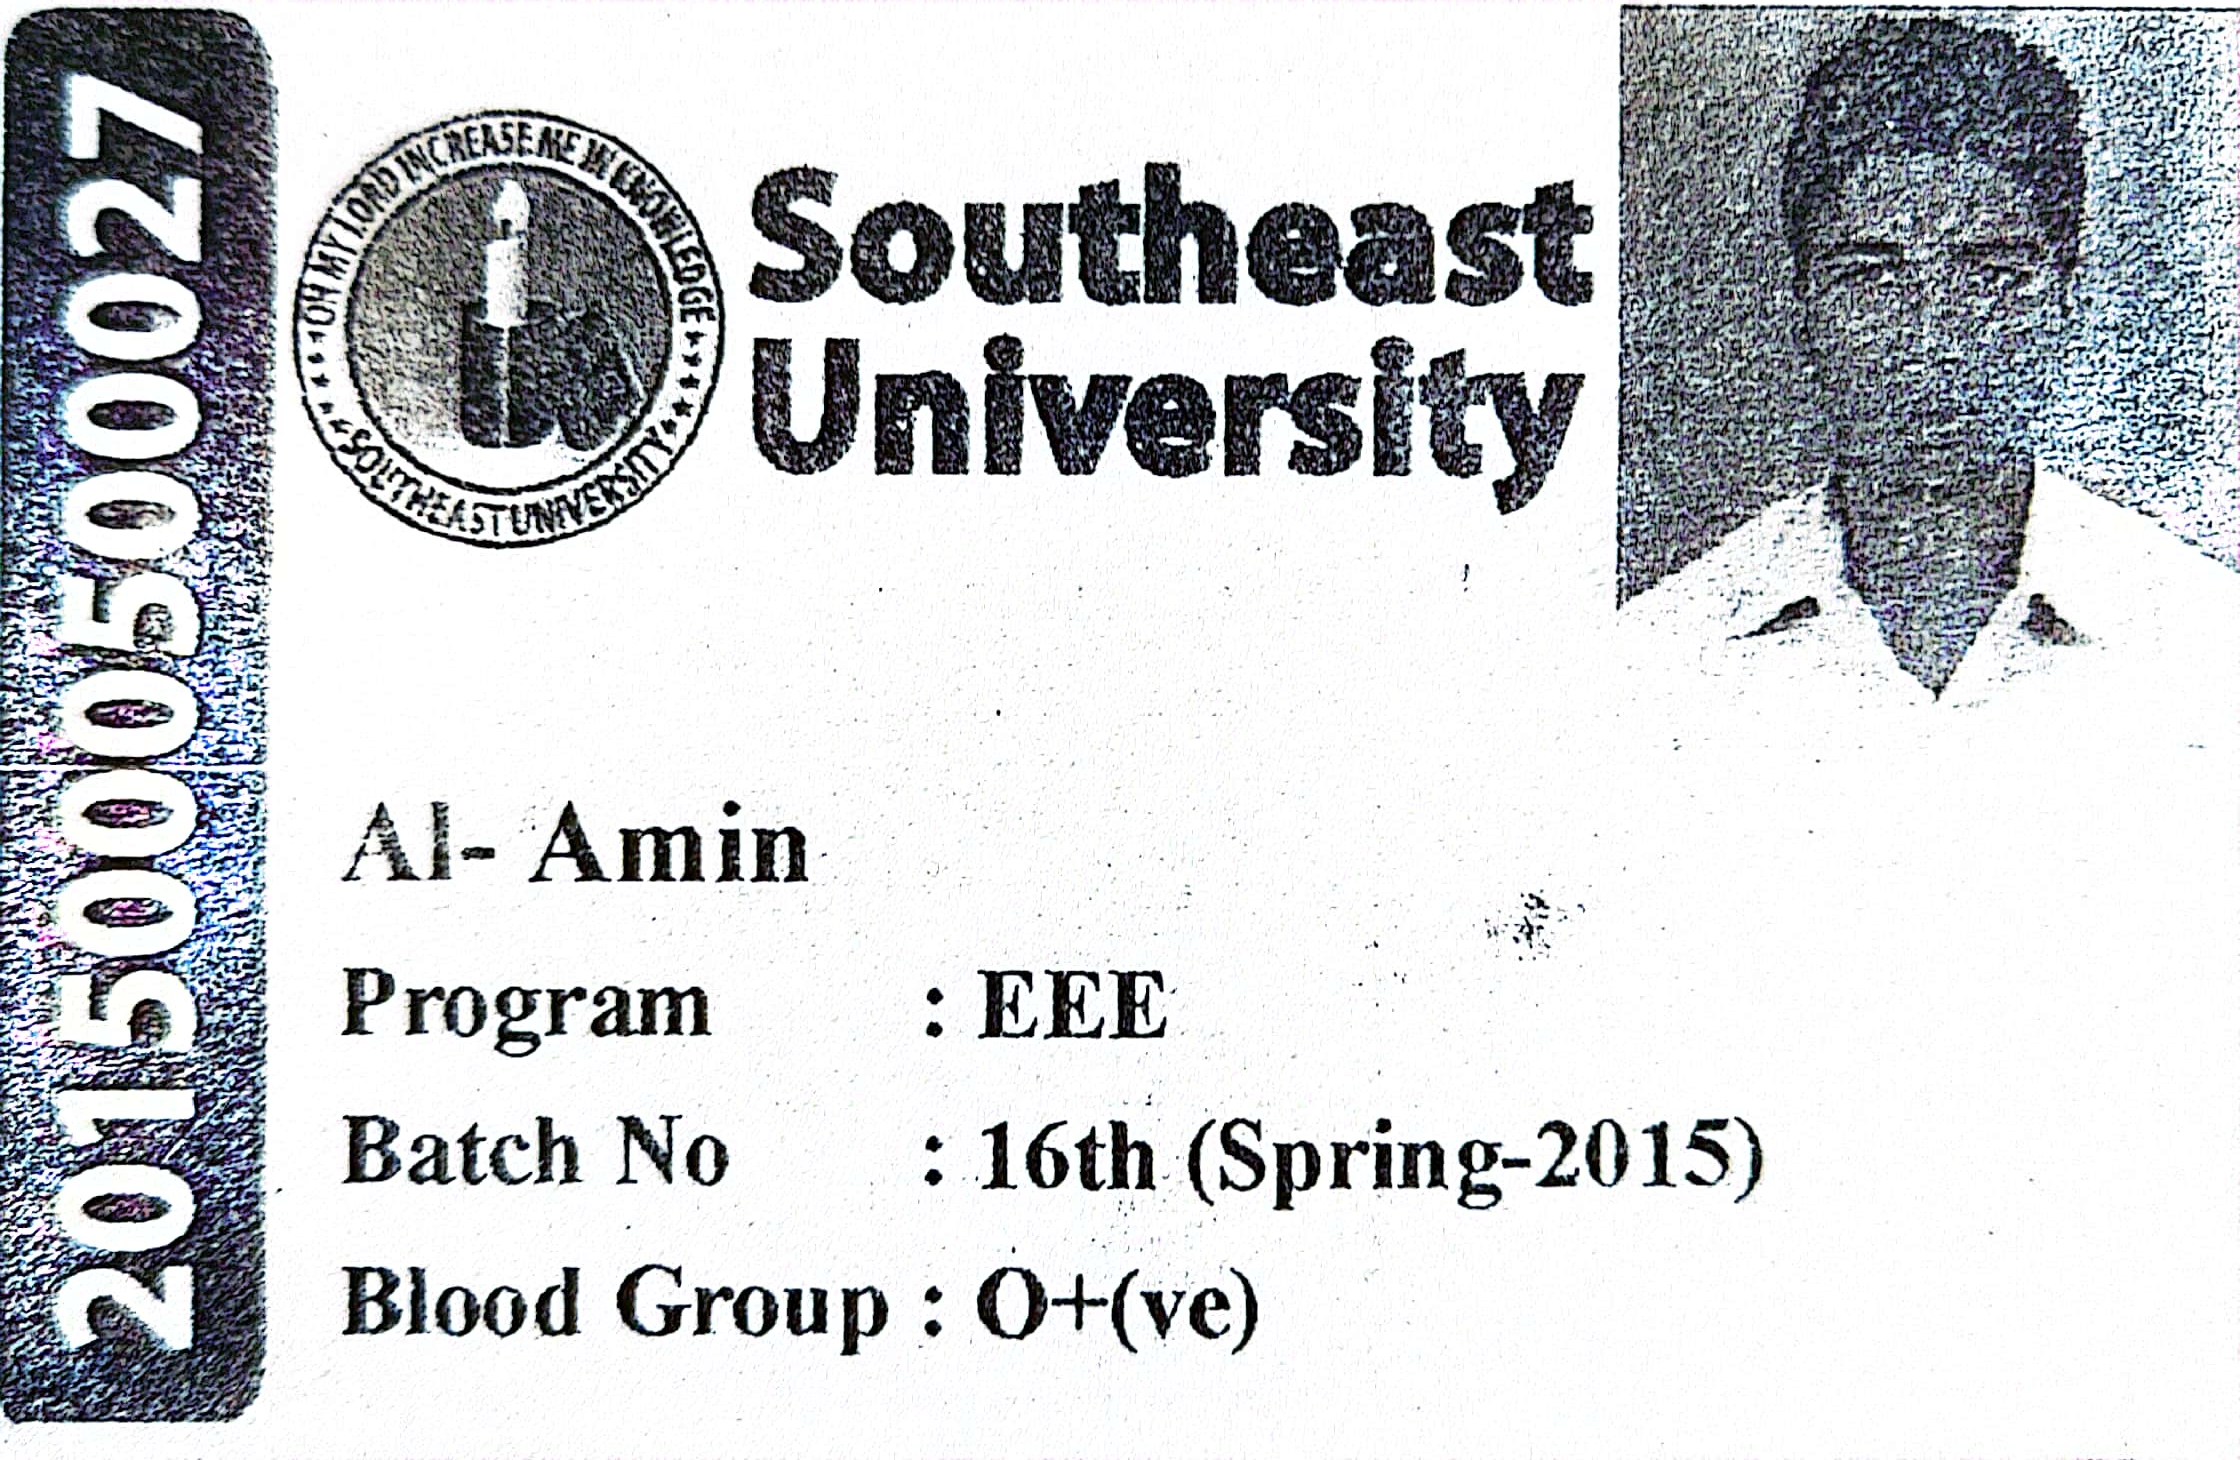 2015000500027
OH MY LORD INCREASE ME IN KNOWLEDGE
SOUTHEAST UNIVERSITY
Southeast
University
Al- Amin
Program : EEE
Batch No : 16th (Spring-2015)
Blood Group : O+(ve)